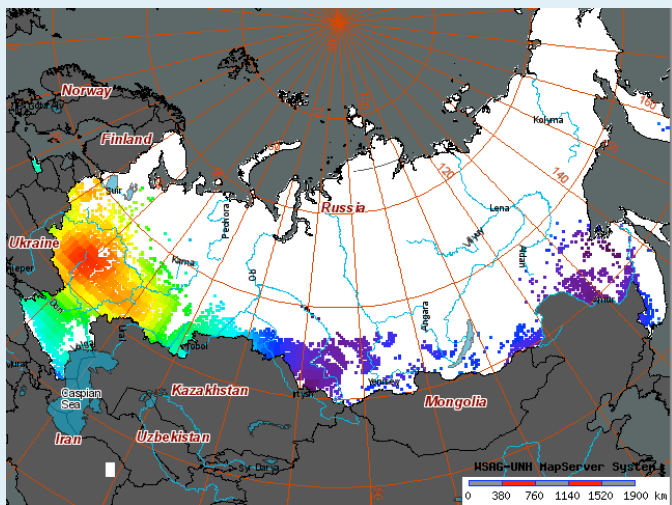 Norway
Finland
Suir
160
Kolyma
140
120
Russia
Pechora
Lena
Vilyuy
Aldan
Ukraine
Kama
Ob
Angara
Amur
Don
Volga
Ural
Tobol
Irtysh
Yenisey
Kazakhstan
Mongolia
Caspian
Sea
Iran
Uzbekistan
Syr Darya
WSAG-UNH MapServer System
0 380 760 1140 1520 1900 km